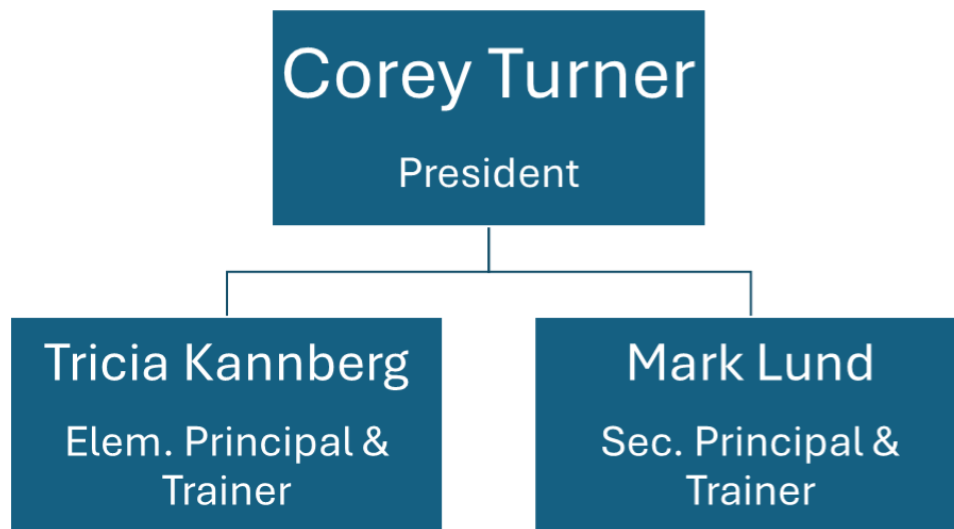 Corey Turner
President
Tricia Kannberg
Elem. Principal &
Trainer
Mark Lund
Sec. Principal &
Trainer